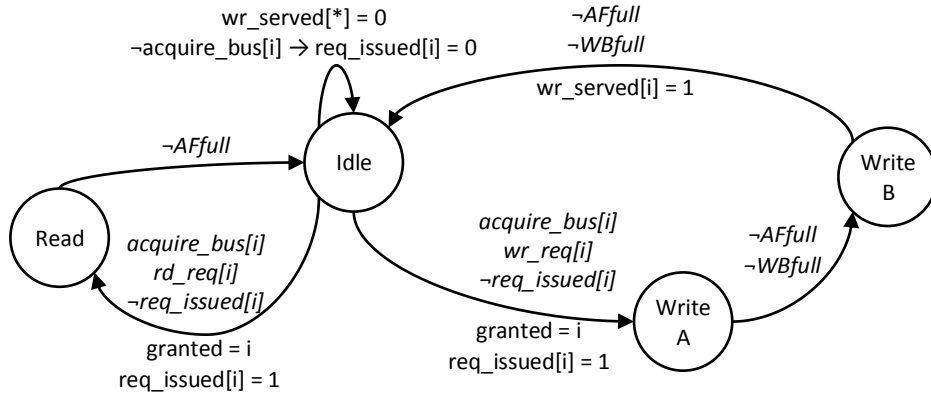 wr_served[*] = 0
¬acquire_bus[i] → req_issued[i] = 0
¬AFfull
¬WBfull
wr_served[i] = 1
¬AFfull
Idle
Write
B
Read
acquire_bus[i]
rd_req[i]
¬req_issued[i]
granted = i
req_issued[i] = 1
acquire_bus[i]
wr_req[i]
¬req_issued[i]
granted = i
req_issued[i] = 1
¬AFfull
¬WBfull
Write
A